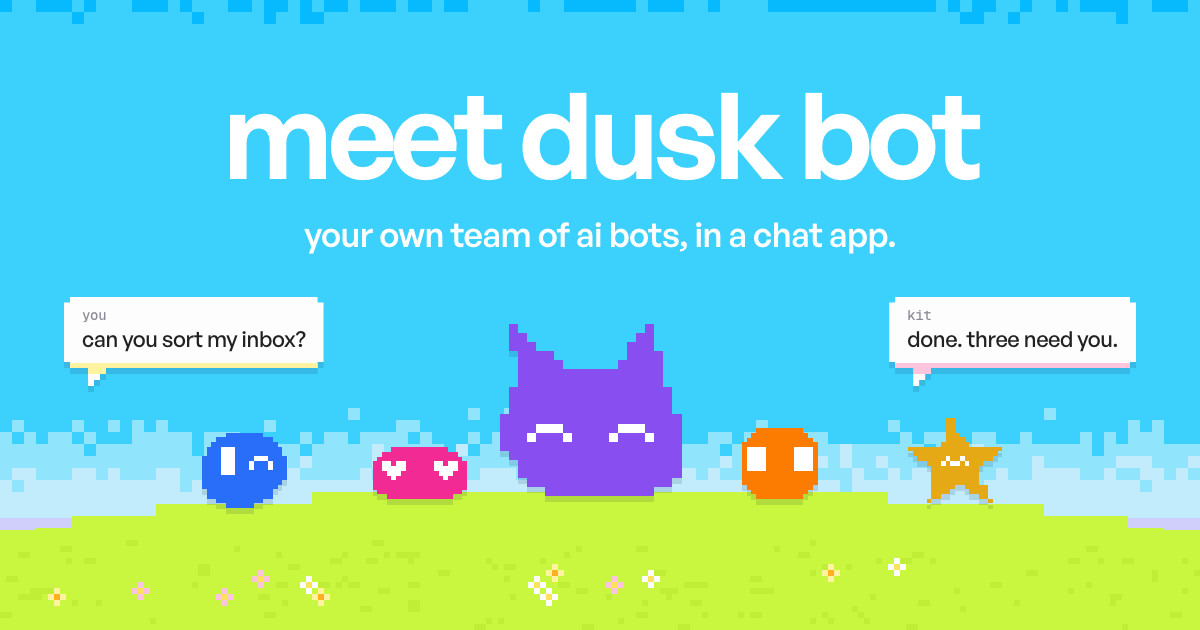 meet dusk bot
your own team of ai bots, in a chat app.
you
can you sort my inbox?
kit
done. three need you.